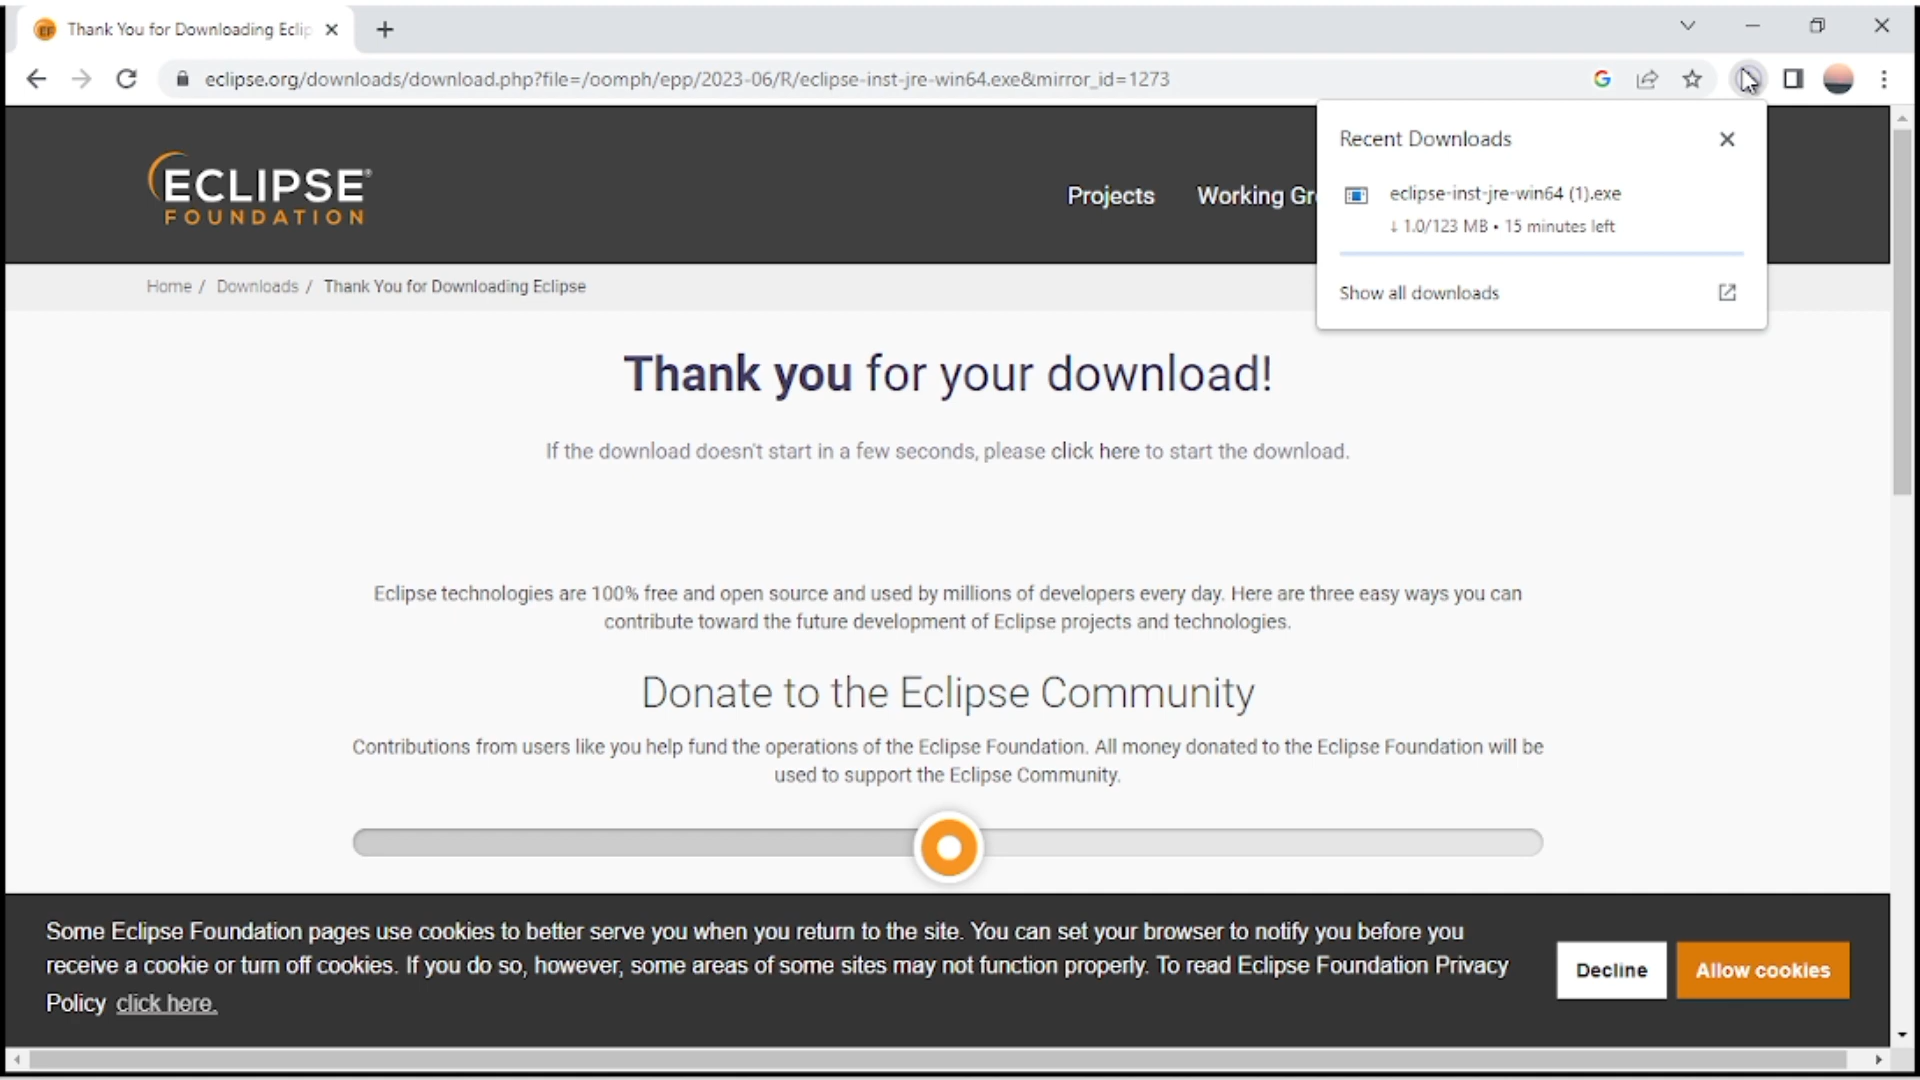 Thank You for Downloading Eclip
eclipse.org/downloads/download.php?file=/oomph/epp/2023-06/R/eclipse-inst-jre-win64.exe&mirror_id=1273
Recent Downloads
eclipse-inst-jre-win64 (1).exe
↓ 1.0/123 MB • 15 minutes left
Show all downloads
ECLIPSE®
FOUNDATION
Projects
Working Gr
Home / Downloads / Thank You for Downloading Eclipse
Thank you for your download!
If the download doesn't start in a few seconds, please click here to start the download.
Eclipse technologies are 100% free and open source and used by millions of developers every day. Here are three easy ways you can
contribute toward the future development of Eclipse projects and technologies.
Donate to the Eclipse Community
Contributions from users like you help fund the operations of the Eclipse Foundation. All money donated to the Eclipse Foundation will be
used to support the Eclipse Community.
Some Eclipse Foundation pages use cookies to better serve you when you return to the site. You can set your browser to notify you before you
receive a cookie or turn off cookies. If you do so, however, some areas of some sites may not function properly. To read Eclipse Foundation Privacy
Policy click here.
Decline
Allow cookies